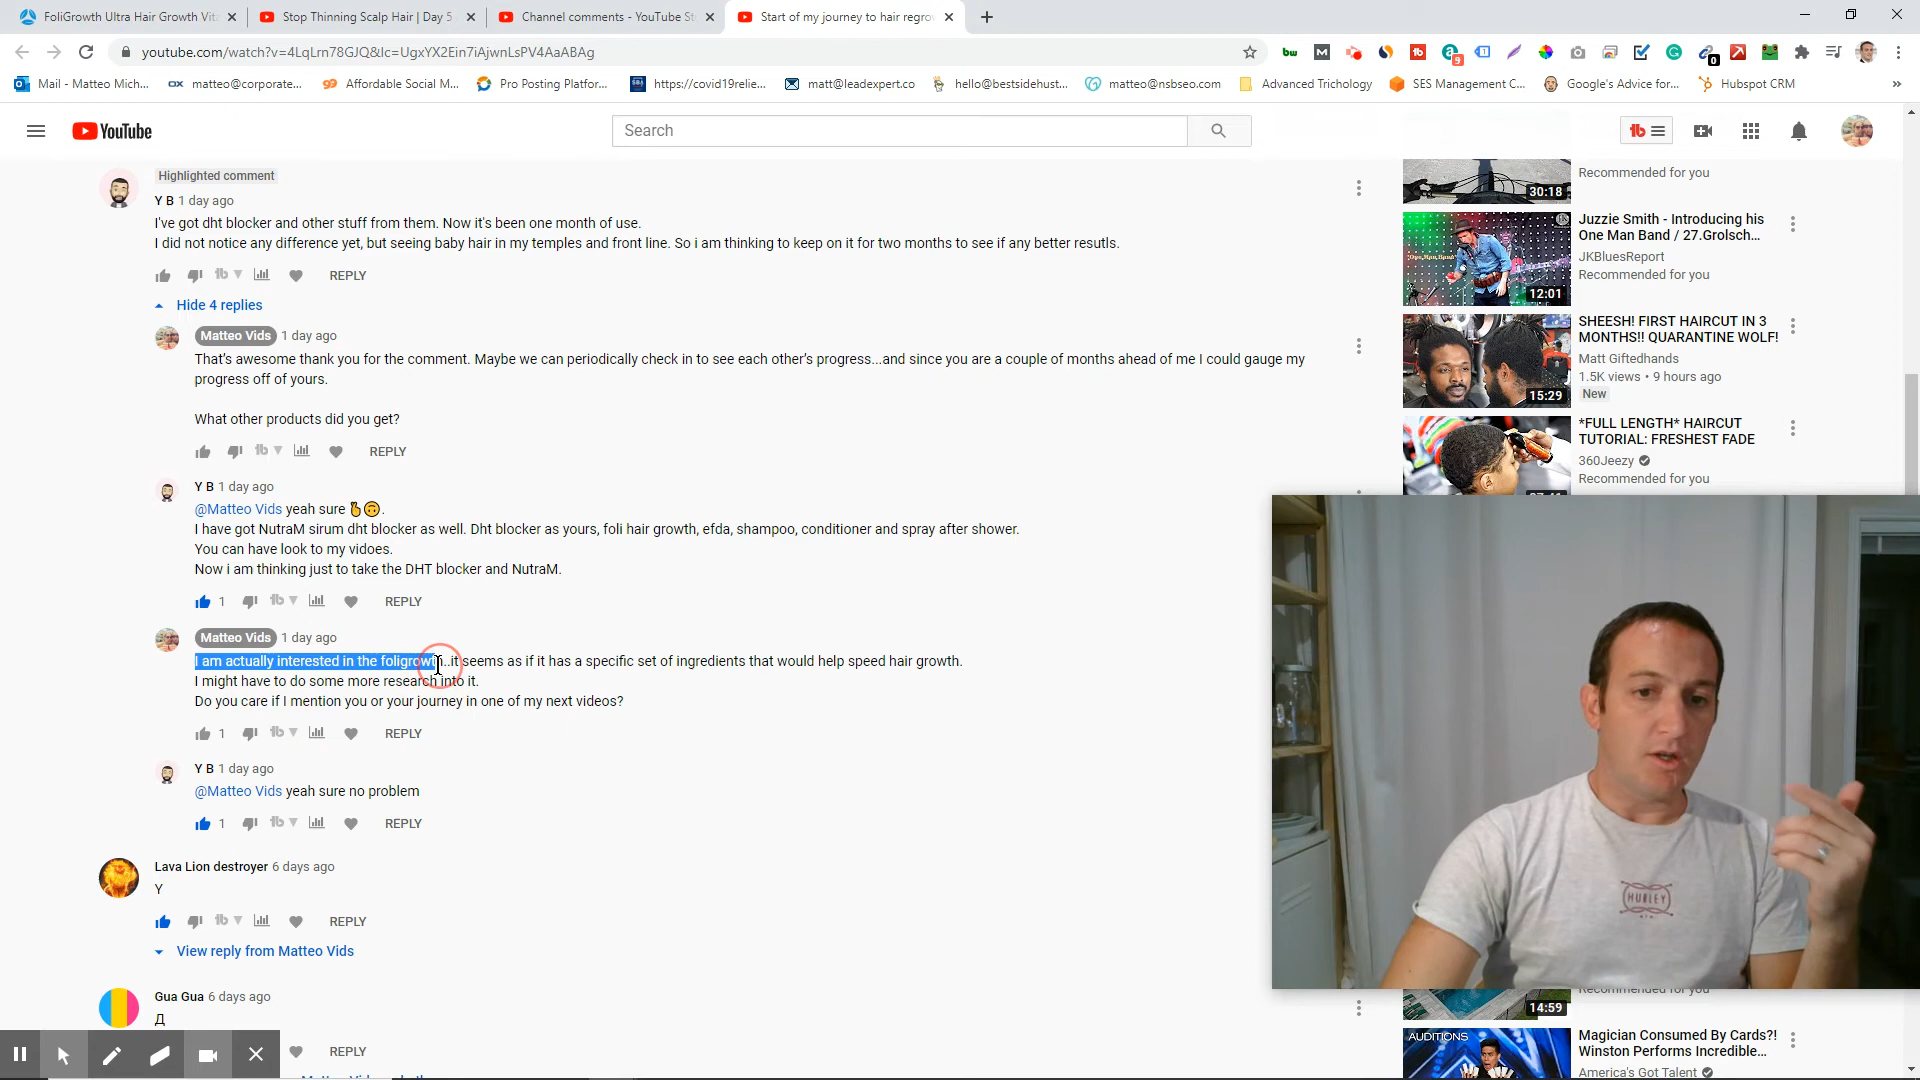 FoliGrowth Ultra Hair Growth Vit
Stop Thinning Scalp Hair | Day 5
Channel comments - YouTube St
Start of my journey to hair regro
youtube.com/watch?v=4LqLrn78GJQ&lc=UgxYX2Ein7iAjwnLsPV4AaABAg
Mail - Matteo Mich...
matteo@corporate...
Affordable Social M...
Pro Posting Platfor...
https://covid19relie...
matt@leadexpert.co
hello@bestsidehust...
matteo@nsbseo.com
Advanced Trichology
SES Management C...
Google's Advice for...
Hubspot CRM
YouTube
Search
Highlighted comment
Y B 1 day ago
I've got dht blocker and other stuff from them. Now it's been one month of use.
I did not notice any difference yet, but seeing baby hair in my temples and front line. So i am thinking to keep on it for two months to see if any better resutls.
REPLY
Hide 4 replies
Matteo Vids 1 day ago
That's awesome thank you for the comment. Maybe we can periodically check in to see each other's progress...and since you are a couple of months ahead of me I could gauge my
progress off of yours.
What other products did you get?
REPLY
Y B 1 day ago
@Matteo Vids yeah sure
I have got NutraM sirum dht blocker as well. Dht blocker as yours, foli hair growth, efda, shampoo, conditioner and spray after shower.
You can have look to my vidoes.
Now i am thinking just to take the DHT blocker and NutraM.
1 REPLY
Matteo Vids 1 day ago
I am actually interested in the foligrowth..it seems as if it has a specific set of ingredients that would help speed hair growth.
I might have to do some more research into it.
Do you care if I mention you or your journey in one of my next videos?
1 REPLY
Y B 1 day ago
@Matteo Vids yeah sure no problem
1 REPLY
Lava Lion destroyer 6 days ago
Y
REPLY
View reply from Matteo Vids
Gua Gua 6 days ago
Д
REPLY
30:18
Recommended for you
Juzzie Smith - Introducing his
One Man Band / 27.Grolsch...
JKBluesReport
Recommended for you
12:01
SHEESH! FIRST HAIRCUT IN 3
MONTHS!! QUARANTINE WOLF!
Matt Giftedhands
1.5K views • 9 hours ago
New
15:29
*FULL LENGTH* HAIRCUT
TUTORIAL: FRESHEST FADE
360Jeezy
Recommended for you
HURLEY
Recommended for you
14:59
AUDITIONS
Magician Consumed By Cards?!
Winston Performs Incredible...
America's Got Talent